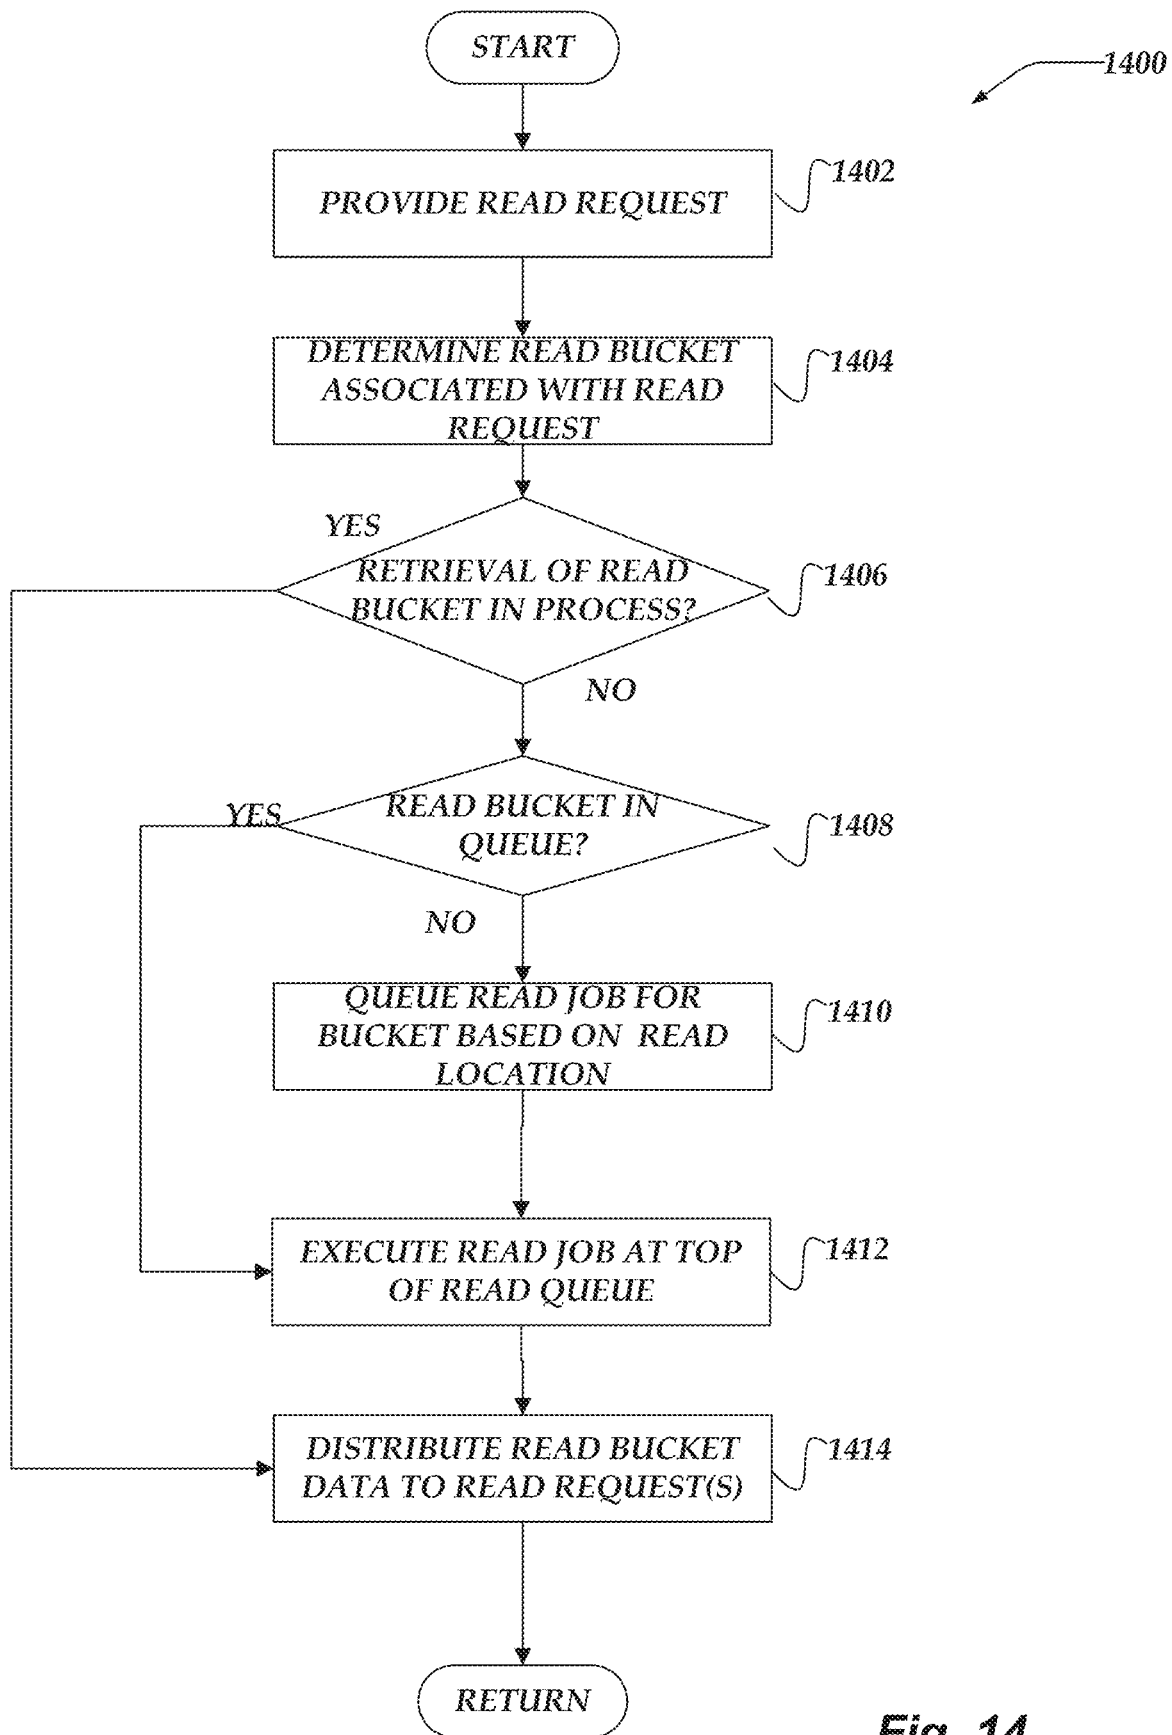 START
1400
PROVIDE READ REQUEST
1402
DETERMINE READ BUCKET
ASSOCIATED WITH READ
REQUEST
1404
YES
RETRIEVAL OF READ
BUCKET IN PROCESS?
1406
NO
YES
READ BUCKET IN
QUEUE?
1408
NO
QUEUE READ JOB FOR
BUCKET BASED ON READ
LOCATION
1410
EXECUTE READ JOB AT TOP
OF READ QUEUE
1412
DISTRIBUTE READ BUCKET
DATA TO READ REQUEST(S)
1414
RETURN
Fig. 14